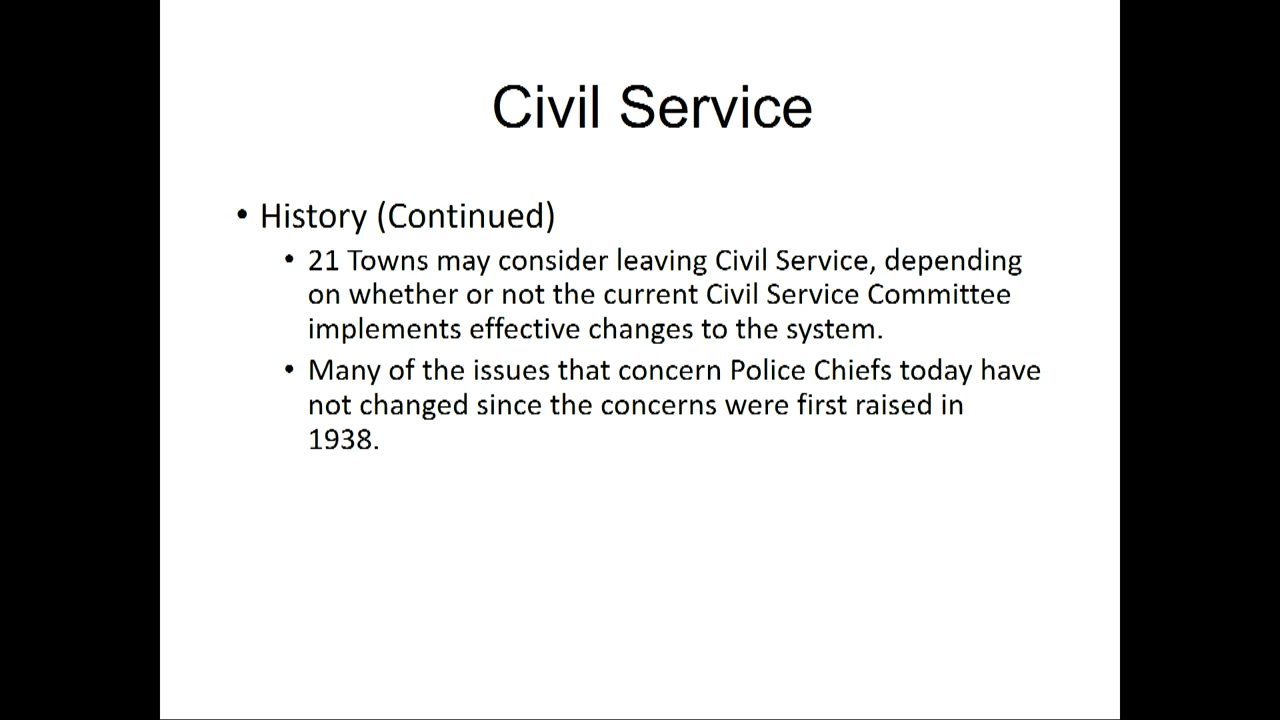 Civil Service
• History (Continued)
• 21 Towns may consider leaving Civil Service, depending
on whether or not the current Civil Service Committee
implements effective changes to the system.
• Many of the issues that concern Police Chiefs today have
not changed since the concerns were first raised in
1938.